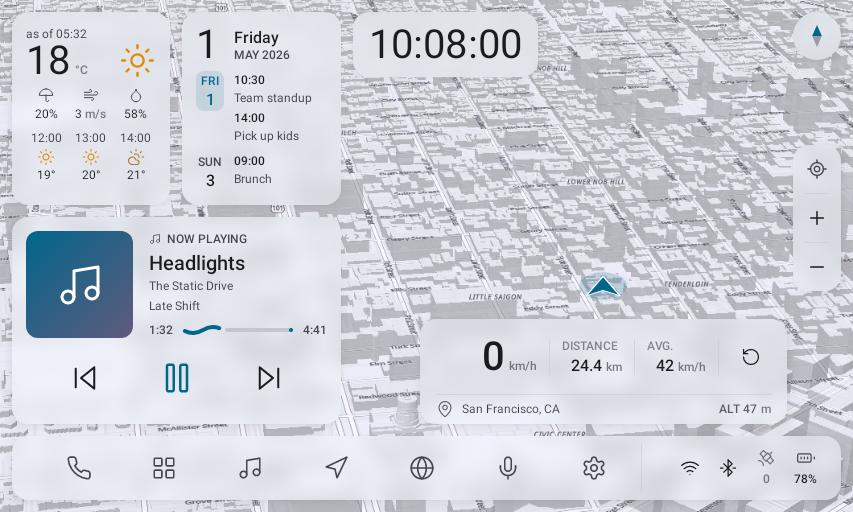 as of 05:32
18 °C
20% 3 m/s 58%
12:00 13:00 14:00
19° 20° 21°
1 Friday
MAY 2026
FRI 1
10:30
Team standup
14:00
Pick up kids
SUN 3
09:00
Brunch
10:08:00
NOW PLAYING
Headlights
The Static Drive
Late Shift
1:32 4:41
101
NOB HILL
LOWER NOB HILL
101
TENDERLOIN
LITTLE SAIGON
0 km/h
DISTANCE
24.4 km
AVG.
42 km/h
San Francisco, CA
ALT 47 m
CIVIC CENTER
McAllister Street
0
78%